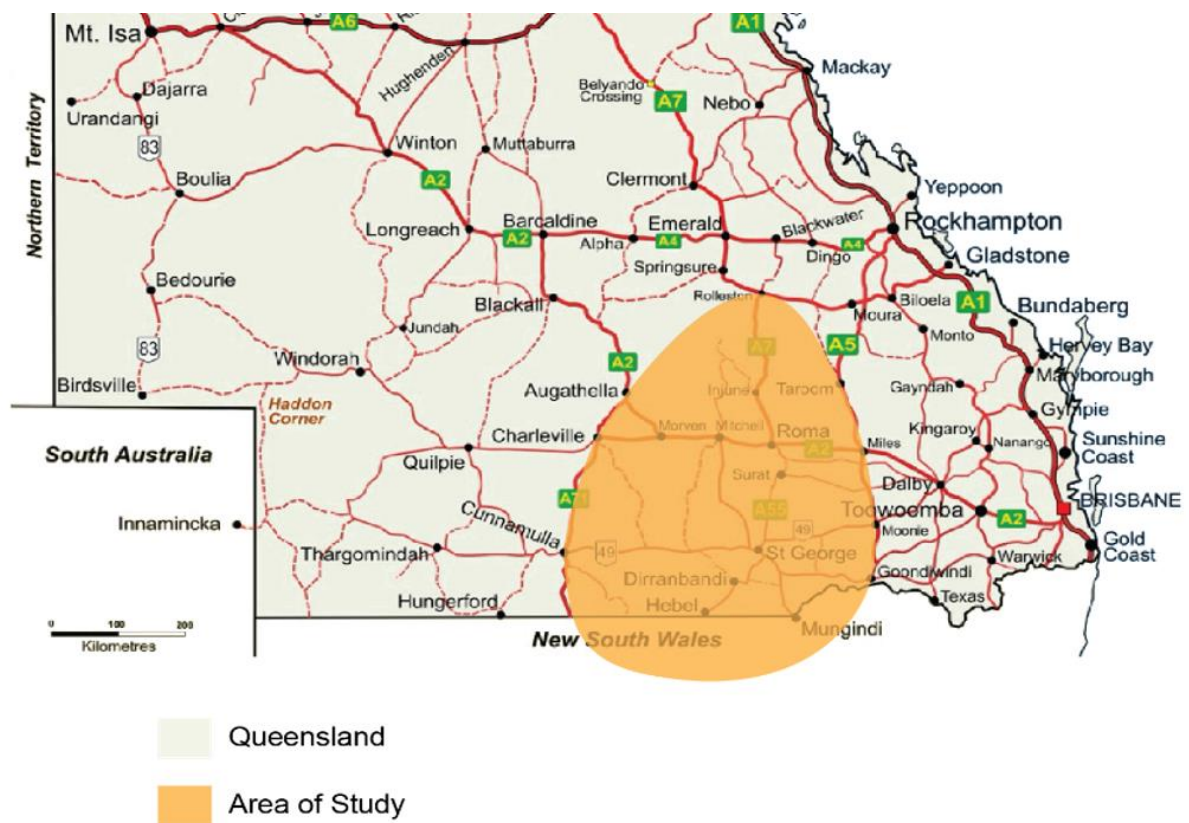 A6
A1
Mt. Isa
Hughenden
Mackay
Belyando
Crossing
A7
Nebo
Dajarra
Urandangi
83
Winton
Muttaburra
Boulia
A2
Clermont
Yeppoon
Northern Territory
Longreach
A2
Barcaldine
Alpha
A4
Emerald
Blackwater
Dingo
A4
Rockhampton
Springsure
Gladstone
Bedourie
Blackall
Rolleston
Moura
Biloela
A1
Bundaberg
Jundah
Monto
83
Windorah
A2
A7
A5
Hervey Bay
Birdsville
Augathella
Injune
Taroom
Gayndah
Maryborough
Haddon
Corner
Gympie
Charleville
Morven
Mitchell
Roma
A2
Miles
Kingaroy
Nanango
Sunshine
Coast
South Australia
Quilpie
Surat
Dalby
A71
A55
Toowoomba
A2
BRISBANE
Innamincka
Cunnamulla
49
Moonie
Gold
Coast
Thargomindah
49
St George
Warwick
Dirranbandi
Goondiwindi
Hungerford
Hebel
Texas
0 100 200
Kilometres
New South Wales
Mungindi
Queensland
Area of Study